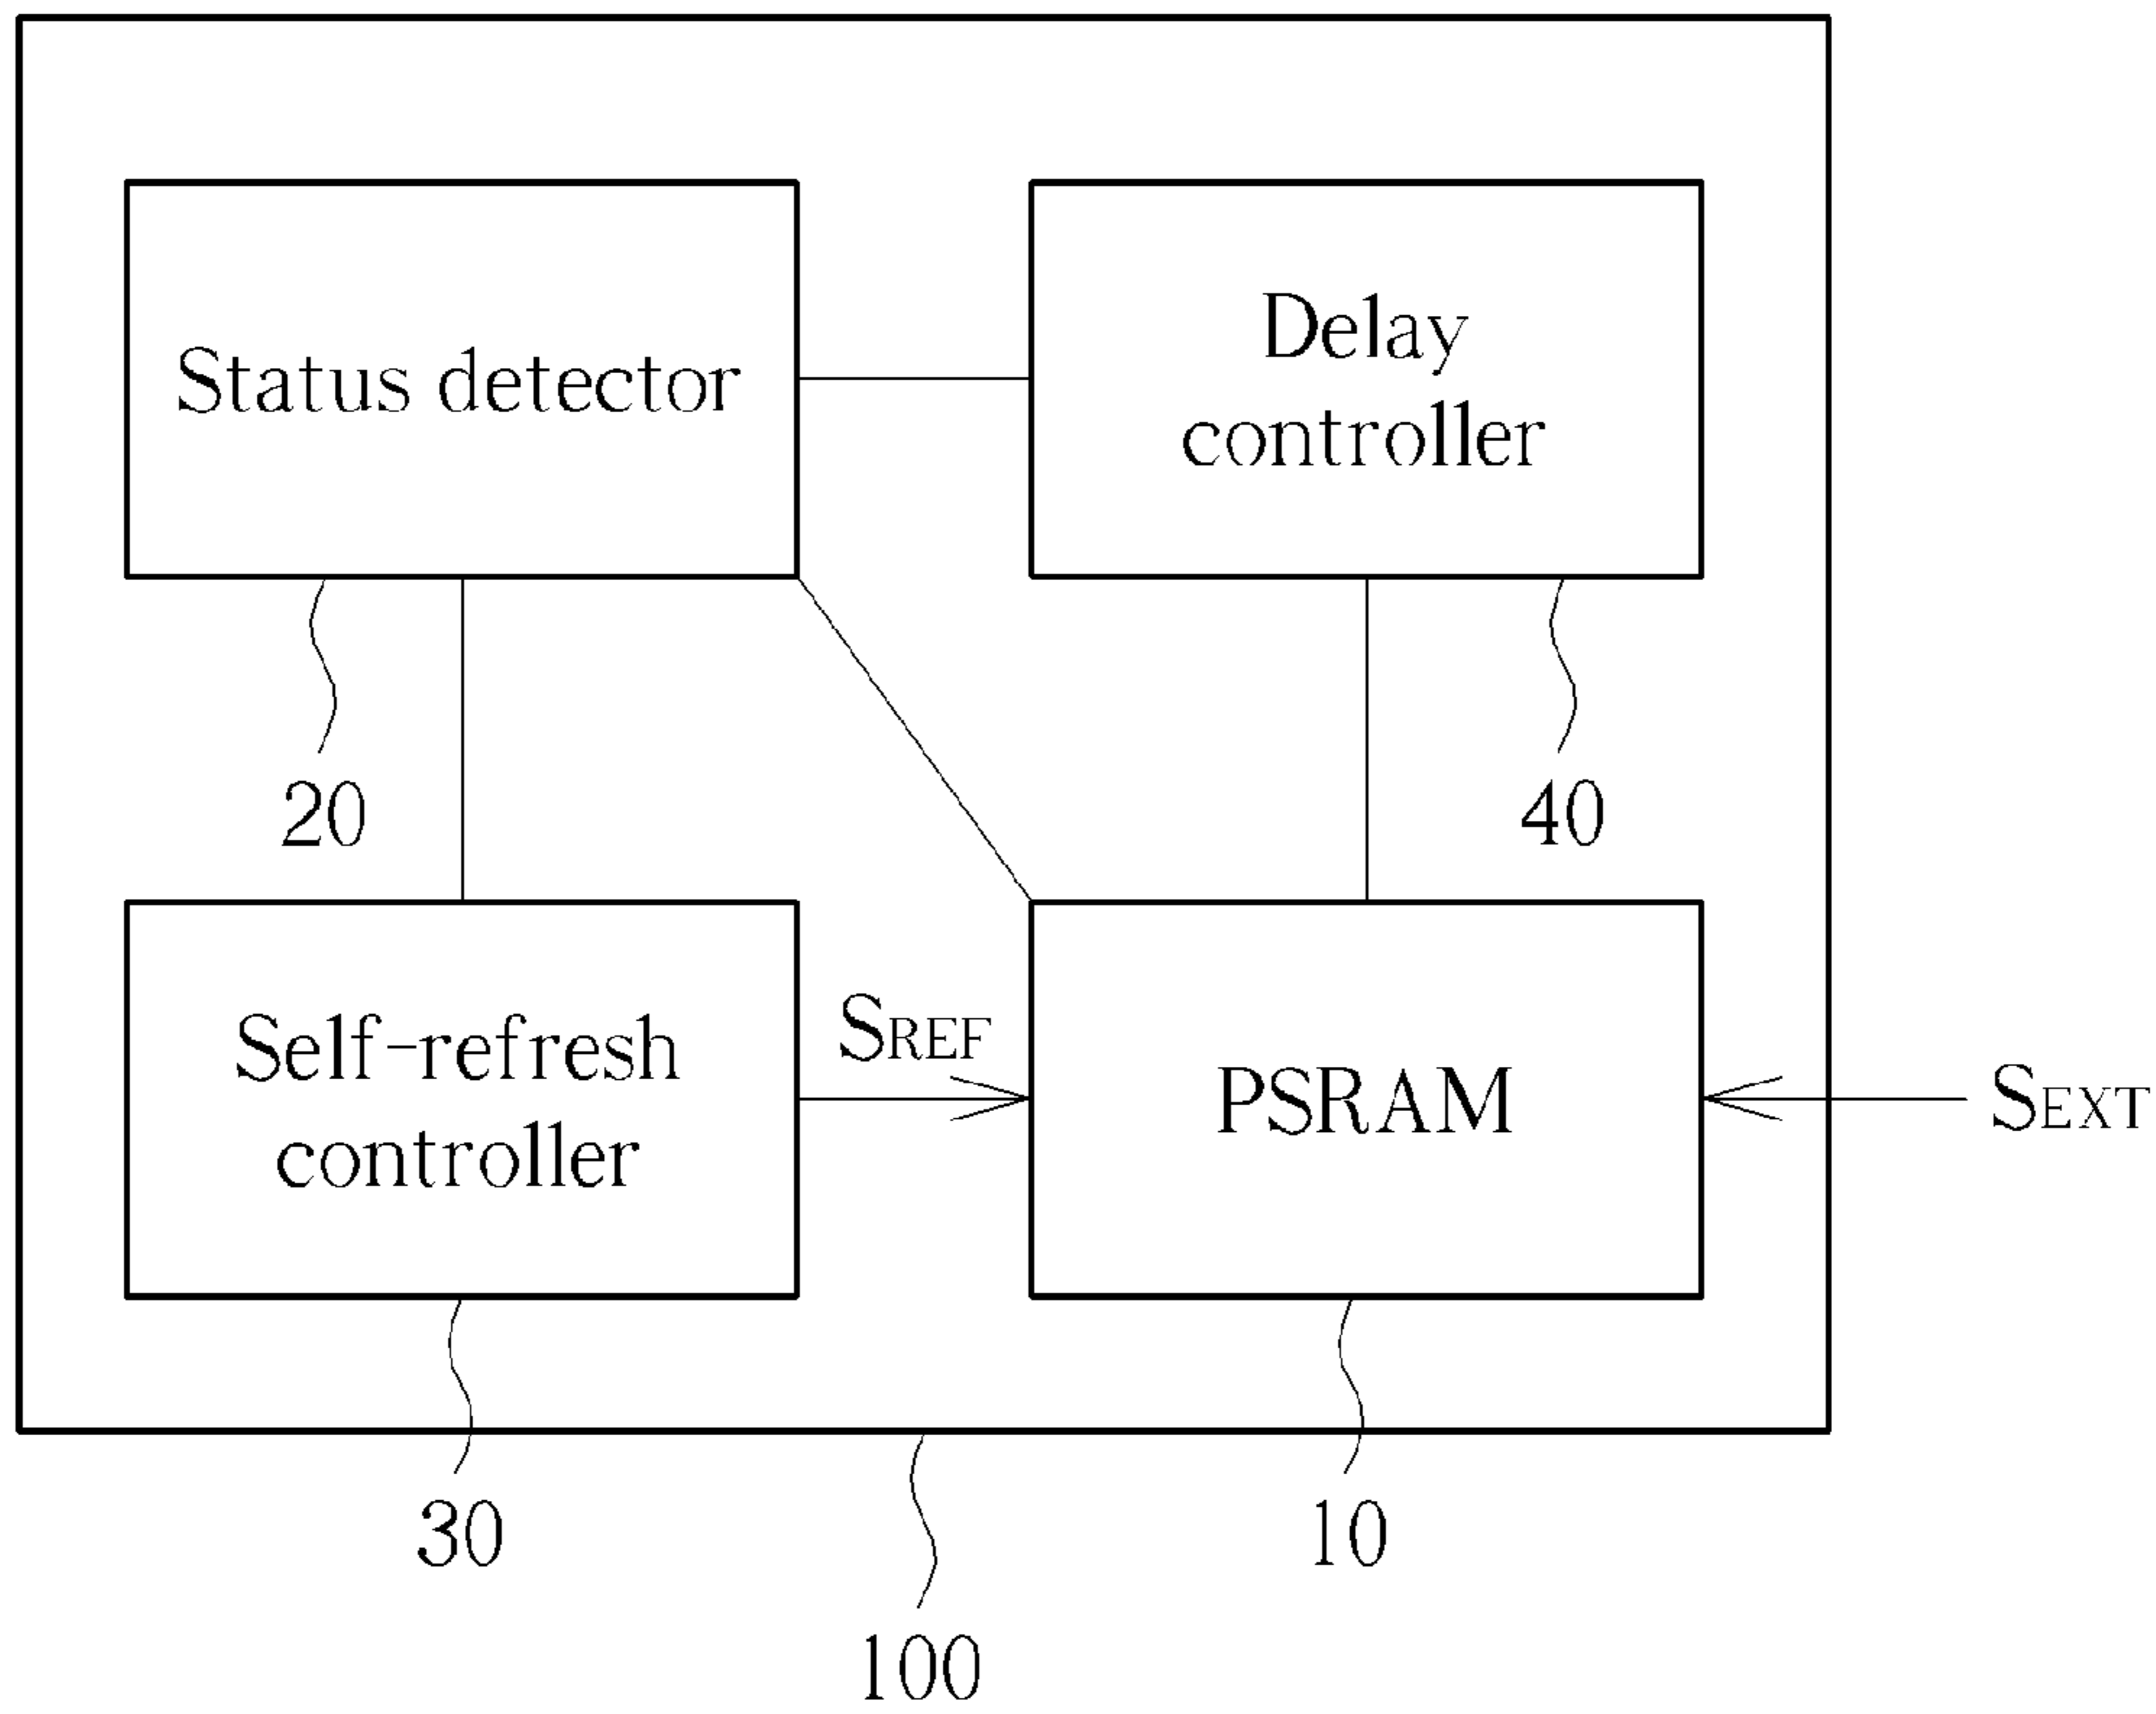 Status detector
Delay
controller
20
40
Self-refresh
controller
SREF
PSRAM
SEXT
30
10
100